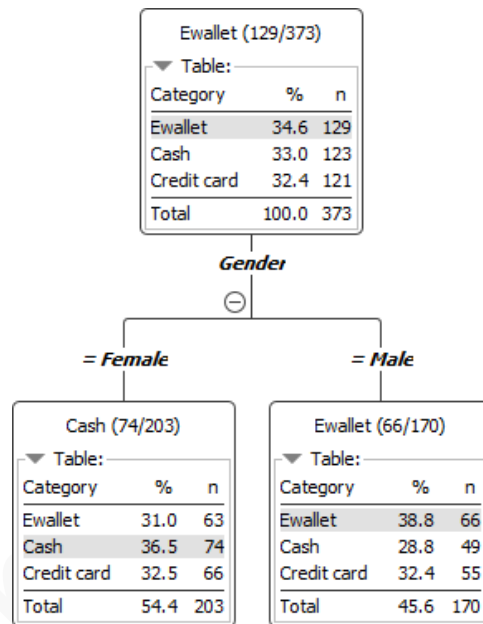 Ewallet (129/373)
Table:
Category % n
Ewallet 34.6 129
Cash 33.0 123
Credit card 32.4 121
Total 100.0 373
Gender
= Female
= Male
Cash (74/203)
Table:
Category % n
Ewallet 31.0 63
Cash 36.5 74
Credit card 32.5 66
Total 54.4 203
Ewallet (66/170)
Table:
Category % n
Ewallet 38.8 66
Cash 28.8 49
Credit card 32.4 55
Total 45.6 170